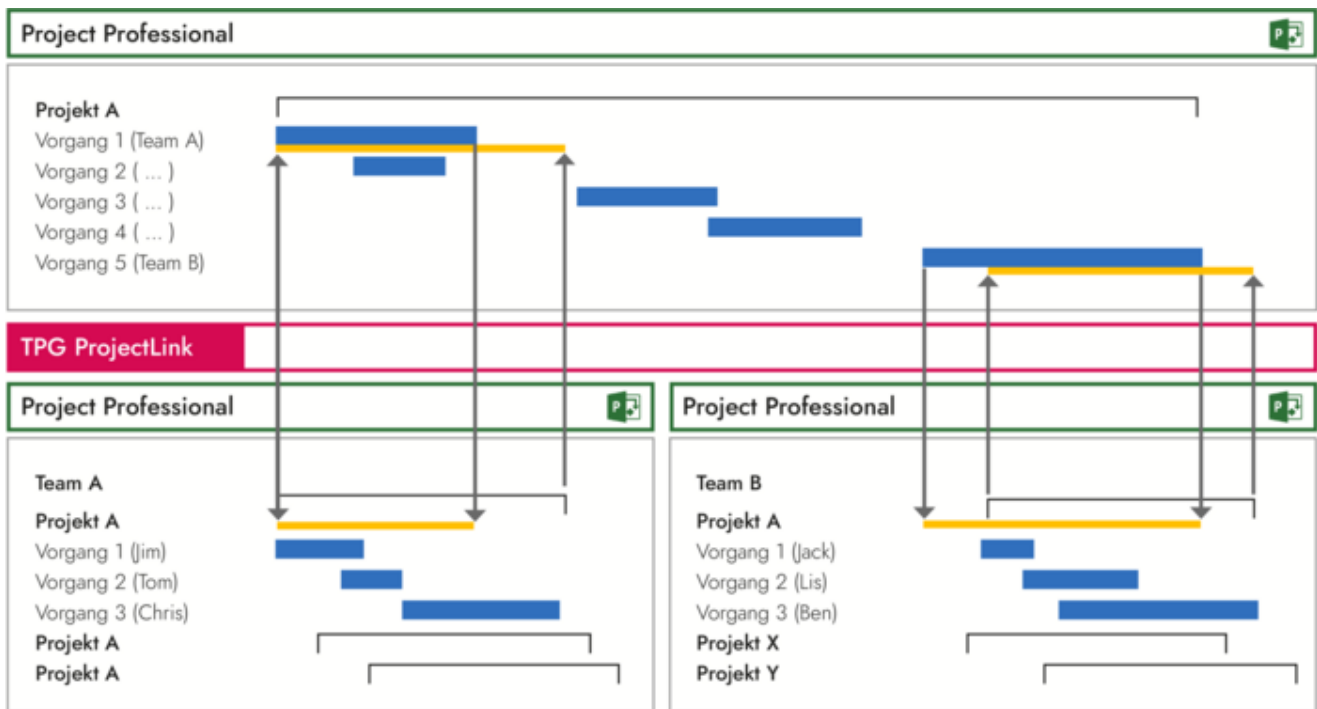 Project Professional
P
Projekt A
Vorgang 1 (Team A)
Vorgang 2 ( ... )
Vorgang 3 ( ... )
Vorgang 4 ( ... )
Vorgang 5 (Team B)
TPG ProjectLink
Project Professional
P
Team A
Projekt A
Vorgang 1 (Jim)
Vorgang 2 (Tom)
Vorgang 3 (Chris)
Projekt A
Projekt A
Project Professional
P
Team B
Projekt A
Vorgang 1 (Jack)
Vorgang 2 (Lis)
Vorgang 3 (Ben)
Projekt X
Projekt Y